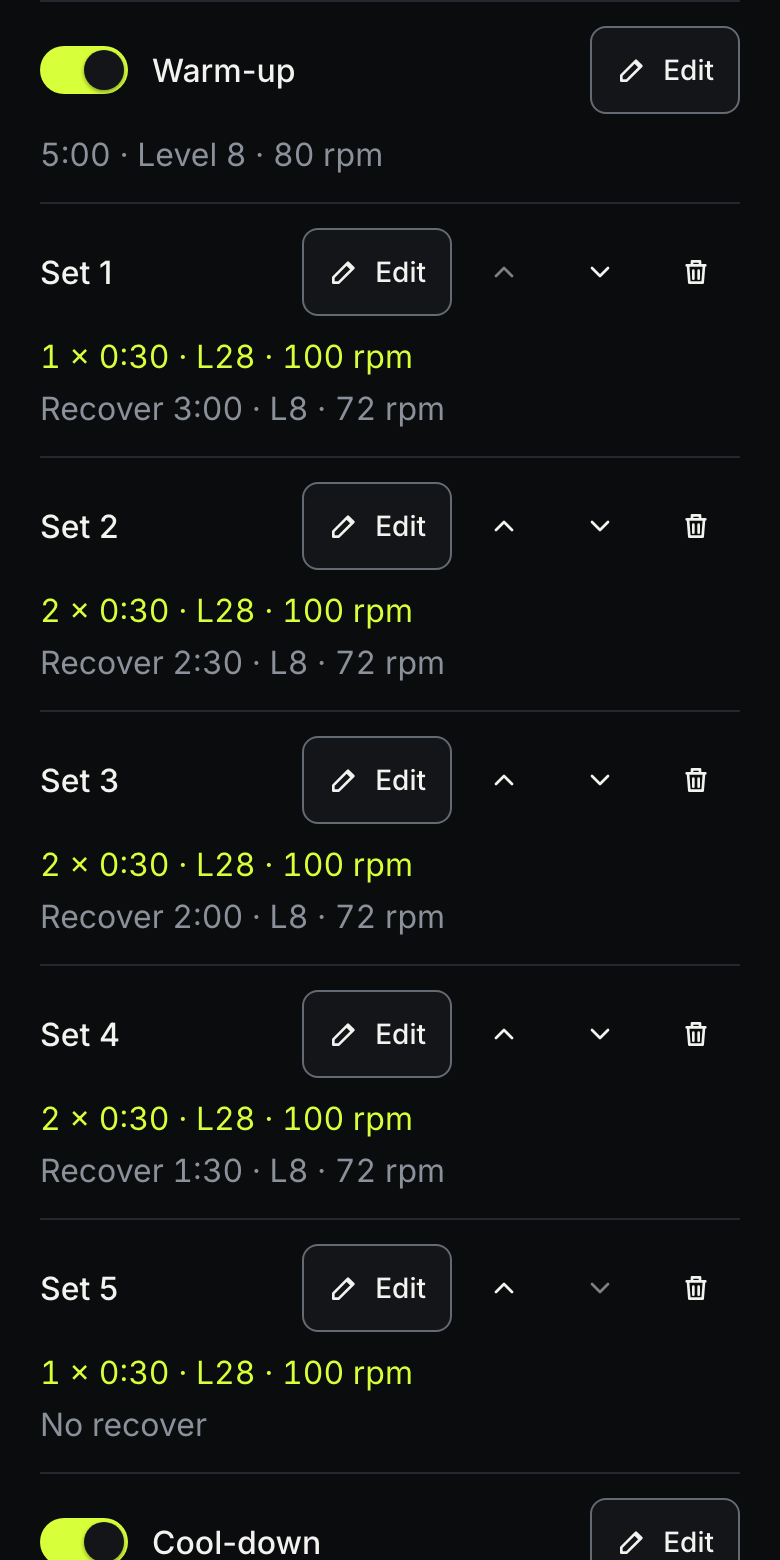 Warm-up Edit
5:00 · Level 8 · 80 rpm
Set 1 Edit
1 × 0:30 · L28 · 100 rpm
Recover 3:00 · L8 · 72 rpm
Set 2 Edit
2 × 0:30 · L28 · 100 rpm
Recover 2:30 · L8 · 72 rpm
Set 3 Edit
2 × 0:30 · L28 · 100 rpm
Recover 2:00 · L8 · 72 rpm
Set 4 Edit
2 × 0:30 · L28 · 100 rpm
Recover 1:30 · L8 · 72 rpm
Set 5 Edit
1 × 0:30 · L28 · 100 rpm
No recover
Cool-down Edit